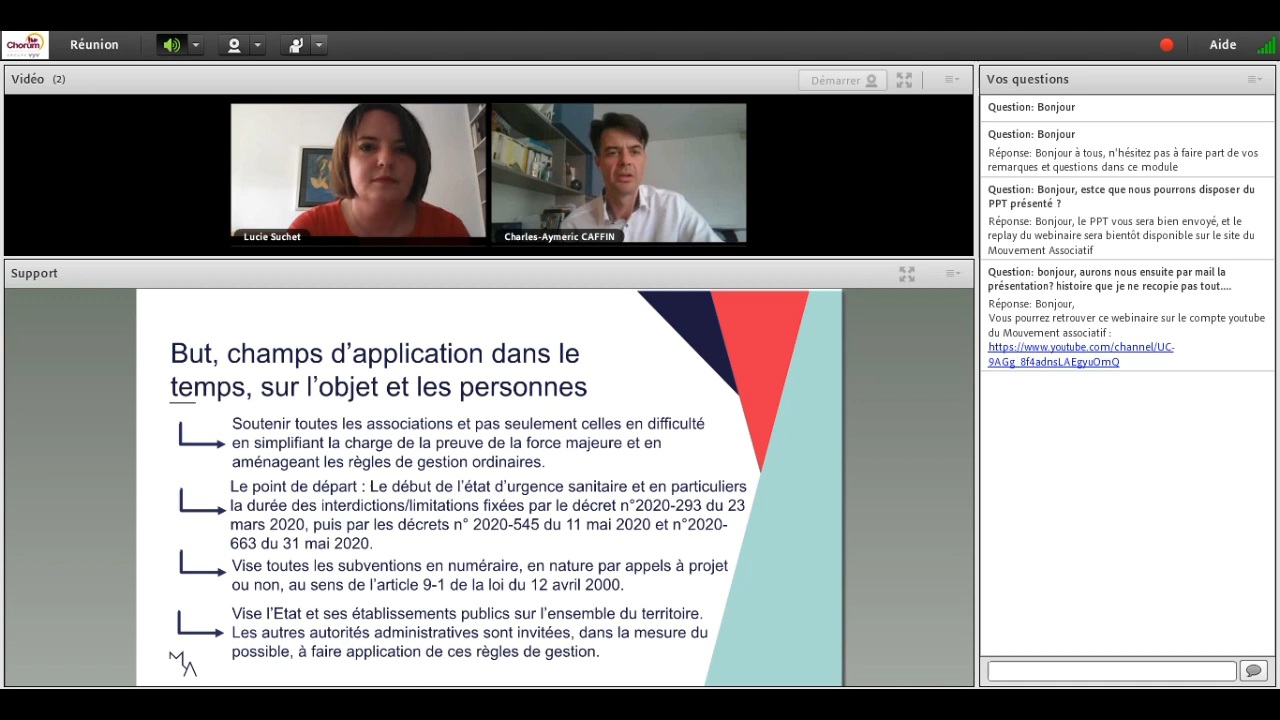 Chorum
GROUPE vyv
Réunion
Aide
Vidéo (2)
Démarrer
Lucie Suchet
Charles-Aymeric CAFFIN
Support
But, champs d'application dans le
temps, sur l'objet et les personnes
Soutenir toutes les associations et pas seulement celles en difficulté
en simplifiant la charge de la preuve de la force majeure et en
aménageant les règles de gestion ordinaires.
Le point de départ : Le début de l'état d'urgence sanitaire et en particuliers
la durée des interdictions/limitations fixées par le décret n°2020-293 du 23
mars 2020, puis par les décrets n° 2020-545 du 11 mai 2020 et n°2020-
663 du 31 mai 2020.
Vise toutes les subventions en numéraire, en nature par appels à projet
ou non, au sens de l'article 9-1 de la loi du 12 avril 2000.
Vise l'Etat et ses établissements publics sur l'ensemble du territoire.
Les autres autorités administratives sont invitées, dans la mesure du
possible, à faire application de ces règles de gestion.
MA
Vos questions
Question: Bonjour
Question: Bonjour
Réponse: Bonjour à tous, n'hésitez pas à faire part de vos
remarques et questions dans ce module
Question: Bonjour, estce que nous pourrons disposer du
PPT présenté ?
Réponse: Bonjour, le PPT vous sera bien envoyé, et le
replay du webinaire sera bientôt disponible sur le site du
Mouvement Associatif
Question: bonjour, aurons nous ensuite par mail la
présentation? histoire que je ne recopie pas tout....
Réponse: Bonjour,
Vous pourrez retrouver ce webinaire sur le compte youtube
du Mouvement associatif :
https://www.youtube.com/channel/UC-
9AGg_8f4adnsLAEgyuOmQ